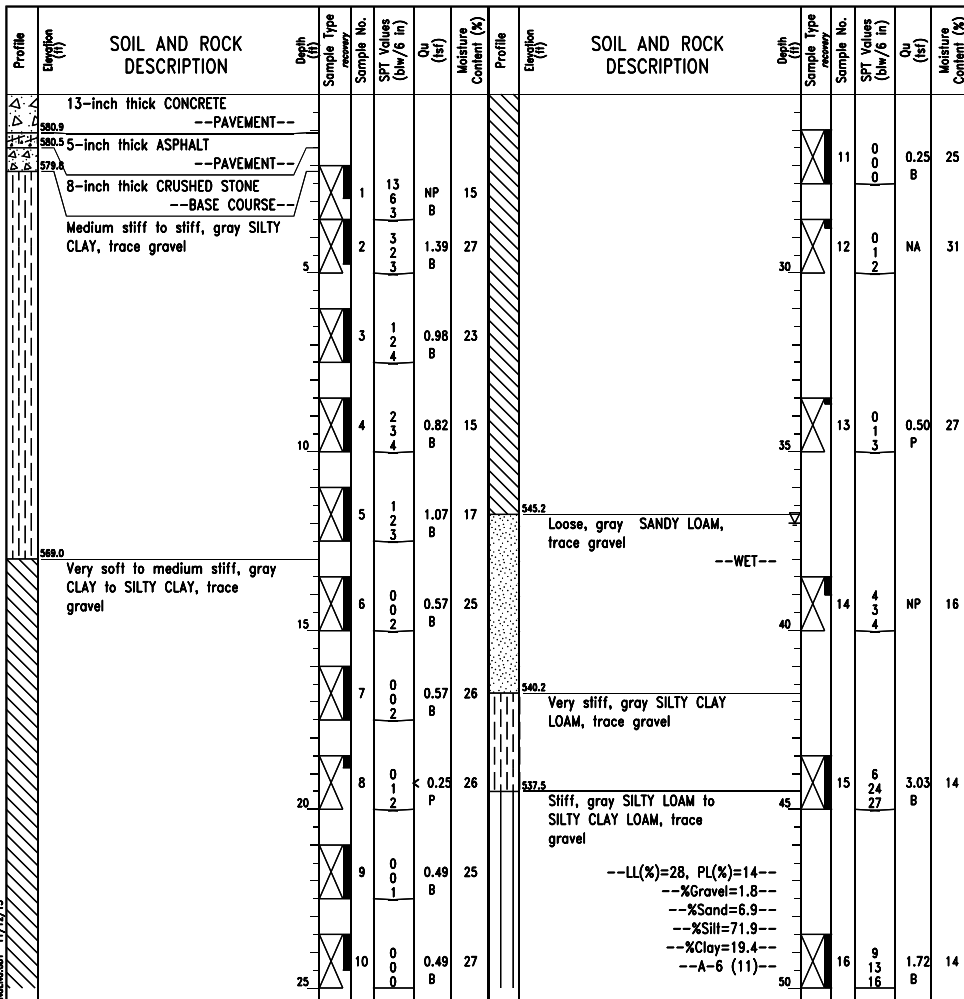 Profile
Elevation
(ft)
SOIL AND ROCK
DESCRIPTION
Depth
(ft)
Sample Type
recovery
Sample No.
SPT Values
(blw/6 in)
Qu
(tsf)
Moisture
Content (%)
13-inch thick CONCRETE
--PAVEMENT--
580.9
580.5
5-inch thick ASPHALT
--PAVEMENT--
579.8
8-inch thick CRUSHED STONE
--BASE COURSE--
Medium stiff to stiff, gray SILTY
CLAY, trace gravel
1
13
6
3
NP
B
15
2
3
2
3
1.39
B
27
5
3
1
2
4
0.98
B
23
4
2
3
4
0.82
B
15
10
5
1
2
3
1.07
B
17
569.0
Very soft to medium stiff, gray
CLAY to SILTY CLAY, trace
gravel
6
0
0
2
0.57
B
25
15
7
0
0
2
0.57
B
26
8
0
1
2
< 0.25
P
26
20
9
0
0
1
0.49
B
25
10
0
0
0
0.49
B
27
25
Profile
Elevation
(ft)
SOIL AND ROCK
DESCRIPTION
Depth
(ft)
Sample Type
recovery
Sample No.
SPT Values
(blw/6 in)
Qu
(tsf)
Moisture
Content (%)
11
0
0
0
0.25
B
25
12
0
1
2
NA
31
30
13
0
1
3
0.50
P
27
35
545.2
Loose, gray SANDY LOAM,
trace gravel
--WET--
14
4
3
4
NP
16
40
540.2
Very stiff, gray SILTY CLAY
LOAM, trace gravel
15
6
24
27
3.03
B
14
537.5
45
Stiff, gray SILTY LOAM to
SILTY CLAY LOAM, trace
gravel
--LL(%)=28, PL(%)=14--
--%Gravel=1.8--
--%Sand=6.9--
--%Silt=71.9--
--%Clay=19.4--
--A-6 (11)--
16
9
13
16
1.72
B
14
50